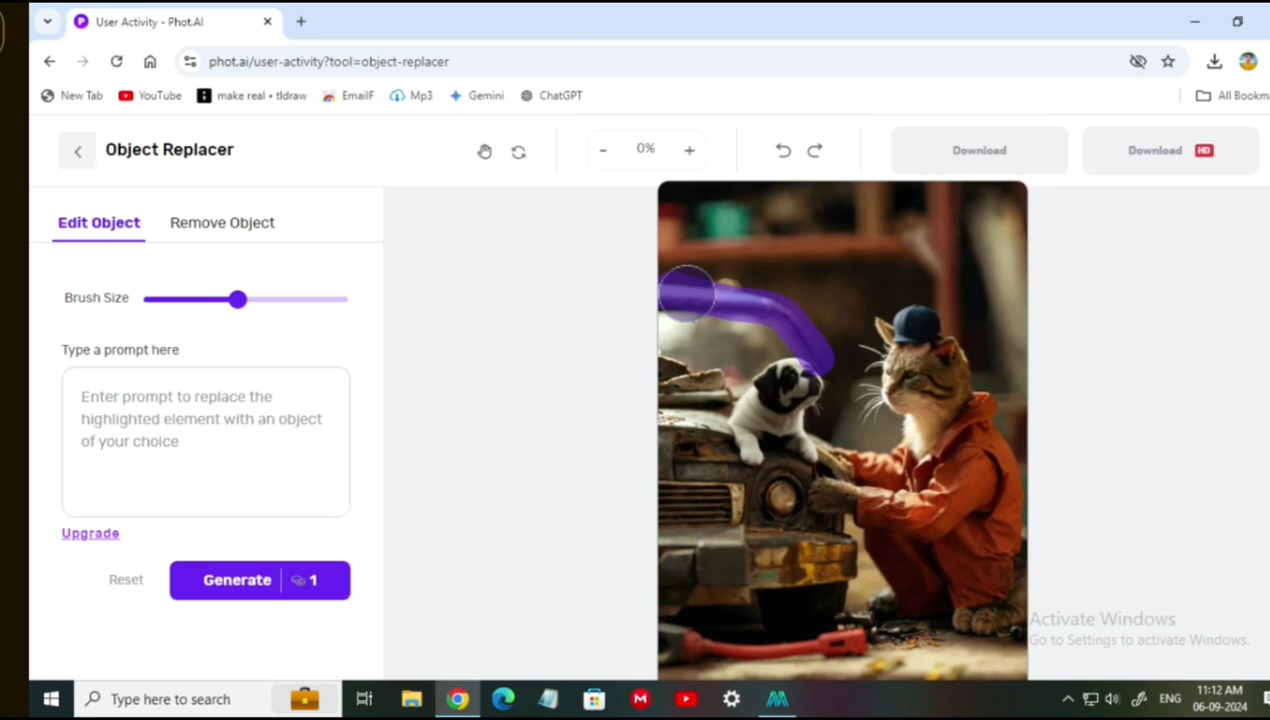 User Activity - Phot.AI
phot.ai/user-activity?tool=object-replacer
New Tab
YouTube
make real • tldraw
EmailF
Mp3
Gemini
ChatGPT
All Bookma
Object Replacer
0%
Download
Download HD
Edit Object
Remove Object
Brush Size
Type a prompt here
Enter prompt to replace the
highlighted element with an object
of your choice
Upgrade
Reset
Generate
1
Activate Windows
Go to Settings to activate Windows.
Type here to search
ENG
11:12 AM
06-09-2024